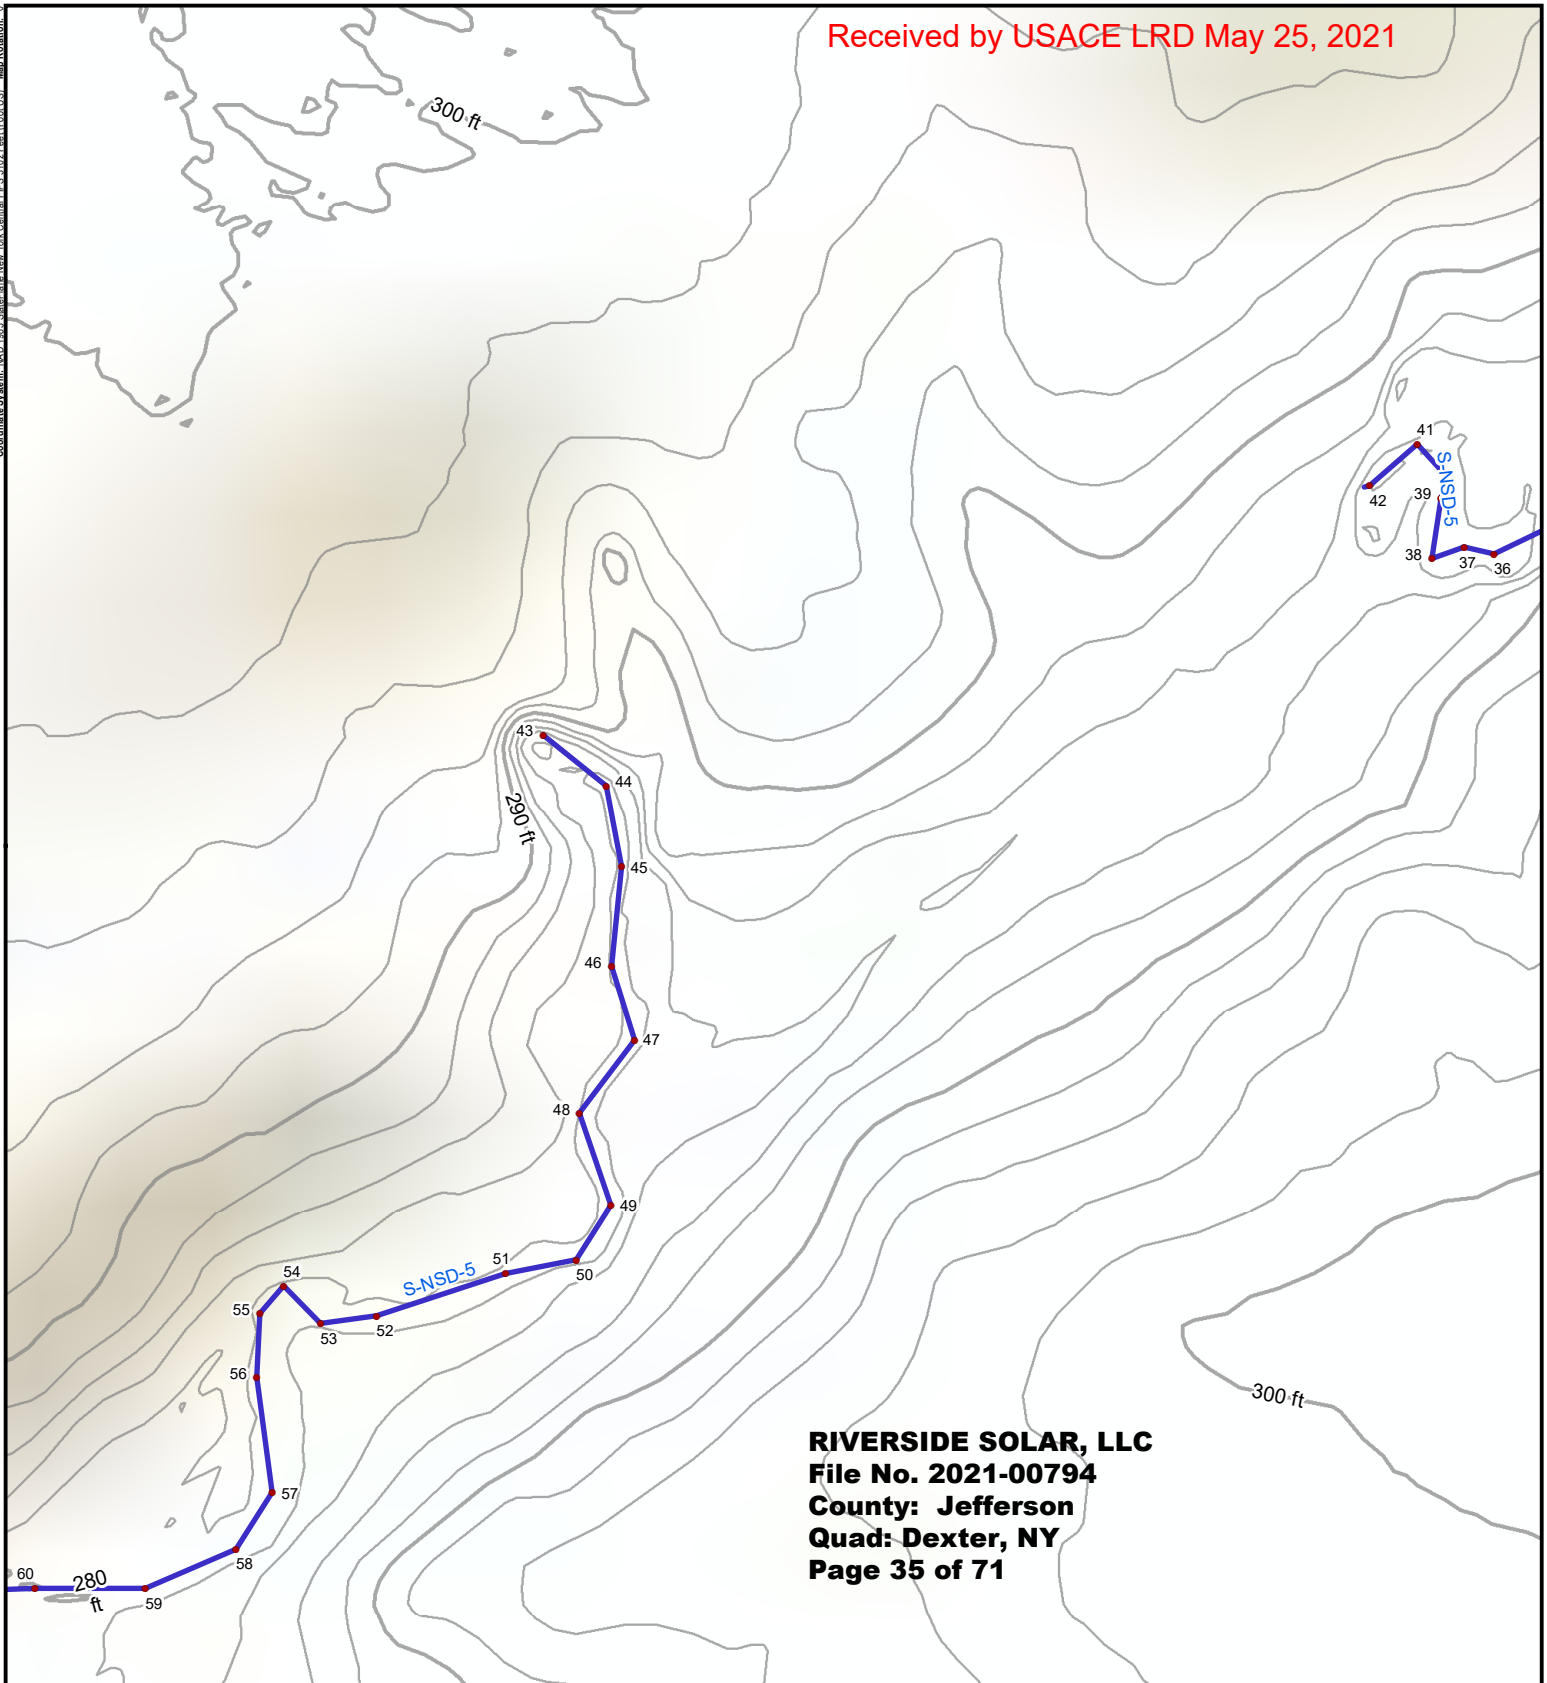 Received by USACE LRD May 25, 2021
300 ft
41
S-NSD-5
42
39
38
37
36
43
44
290 ft
45
46
47
48
49
51
50
54
S-NSD-5
55
53
52
56
300 ft
57
58
60
280
ft
59
RIVERSIDE SOLAR, LLC
File No. 2021-00794
County: Jefferson
Quad: Dexter, NY
Page 35 of 71